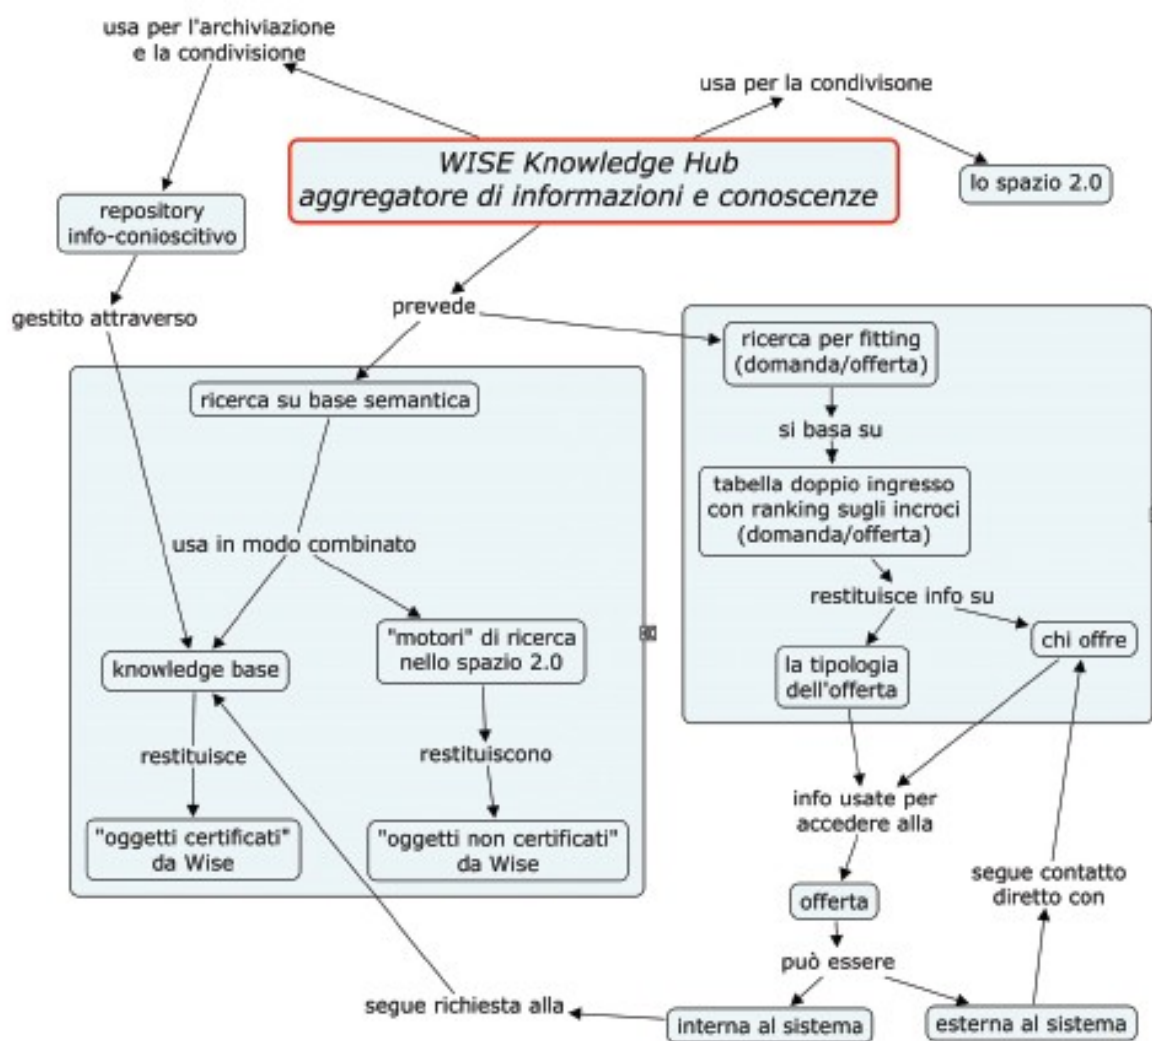 usa per l'archiviazione
e la condivisione
usa per la condivisone
WISE Knowledge Hub
aggregatore di informazioni e conoscenze
lo spazio 2.0
repository
info-conioscitivo
gestito attraverso
prevede
ricerca per fitting
(domanda/offerta)
ricerca su base semantica
si basa su
tabella doppio ingresso
con ranking sugli incroci
(domanda/offerta)
usa in modo combinato
restituisce info su
"motori" di ricerca
nello spazio 2.0
chi offre
knowledge base
la tipologia
dell'offerta
restituisce
restituiscono
info usate per
accedere alla
"oggetti certificati"
da Wise
"oggetti non certificati"
da Wise
segue contatto
diretto con
offerta
può essere
segue richiesta alla
interna al sistema
esterna al sistema